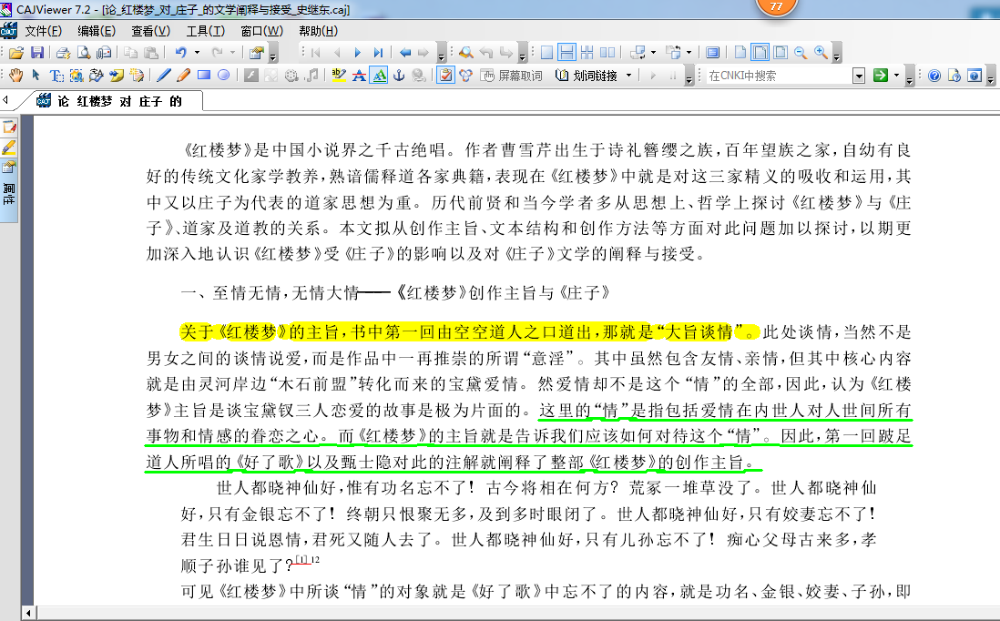 CAJViewer 7.2 - [论_红楼梦_对_庄子_的文学阐释与接受_史继东.caj]
77
文件(F) 编辑(E) 查看(V) 工具(T) 窗口(W) 帮助(H)
屏幕取词 划词链接 在CNKI中搜索
论 红楼梦 对 庄子 的
属性
《红楼梦》是中国小说界之千古绝唱。作者曹雪芹出生于诗礼簪缨之族,百年望族之家,自幼有良
好的传统文化家学教养,熟谙儒释道各家典籍,表现在《红楼梦》中就是对这三家精义的吸收和运用,其
中又以庄子为代表的道家思想为重。历代前贤和当今学者多从思想上、哲学上探讨《红楼梦》与《庄
子》、道家及道教的关系。本文拟从创作主旨、文本结构和创作方法等方面对此问题加以探讨,以期更
加深入地认识《红楼梦》受《庄子》的影响以及对《庄子》文学的阐释与接受。
一、至情无情,无情大情——《红楼梦》创作主旨与《庄子》
关于《红楼梦》的主旨,书中第一回由空空道人之口道出,那就是“大旨谈情”。此处谈情,当然不是
男女之间的谈情说爱,而是作品中一再推崇的所谓“意淫”。其中虽然包含友情、亲情,但其中核心内容
就是由灵河岸边“木石前盟”转化而来的宝黛爱情。然爱情却不是这个“情”的全部,因此,认为《红楼
梦》主旨是谈宝黛钗三人恋爱的故事是极为片面的。这里的“情”是指包括爱情在内世人对人世间所有
事物和情感的眷恋之心。而《红楼梦》的主旨就是告诉我们应该如何对待这个“情”。因此,第一回跛足
道人所唱的《好了歌》以及甄士隐对此的注解就阐释了整部《红楼梦》的创作主旨。
世人都晓神仙好,惟有功名忘不了! 古今将相在何方? 荒冢一堆草没了。世人都晓神仙
好,只有金银忘不了! 终朝只恨聚无多,及到多时眼闭了。世人都晓神仙好,只有姣妻忘不了!
君生日日说恩情,君死又随人去了。世人都晓神仙好,只有儿孙忘不了! 痴心父母古来多,孝
顺子孙谁见了?[1]12
可见《红楼梦》中所谈“情”的对象就是《好了歌》中忘不了的内容,就是功名、金银、姣妻、子孙,即